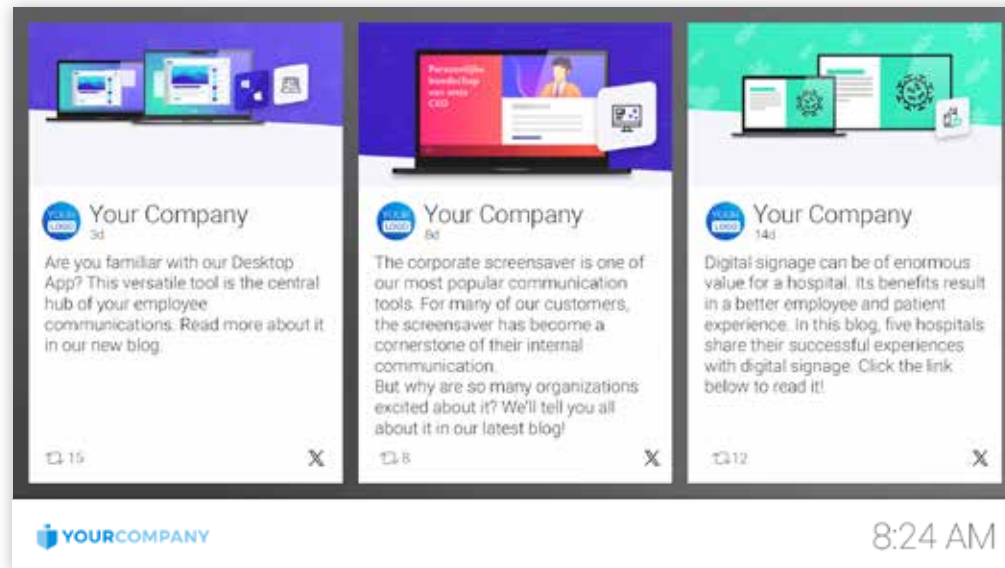 Persoonlijke
boodschap
van onze
CEO
YOUR
LOGO
Your Company
3d
Are you familiar with our Desktop
App? This versatile tool is the central
hub of your employee
communications. Read more about it
in our new blog.
15
X
YOUR
LOGO
Your Company
8d
The corporate screensaver is one of
our most popular communication
tools. For many of our customers,
the screensaver has become a
cornerstone of their internal
communication.
But why are so many organizations
excited about it? We'll tell you all
about it in our latest blog!
8
X
YOUR
LOGO
Your Company
14d
Digital signage can be of enormous
value for a hospital. Its benefits result
in a better employee and patient
experience. In this blog, five hospitals
share their successful experiences
with digital signage. Click the link
below to read it!
12
X
YOURCOMPANY
8:24 AM